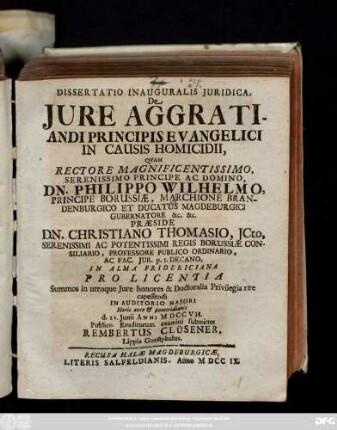 DISSERTATIO INAUGURALIS JURIDICA,
De
JURE AGGRATI-
ANDI PRINCIPIS EVANGELICI
IN CAUSIS HOMICIDII,
QUAM
RECTORE MAGNIFICENTISSIMO,
SERENISSIMO PRINCIPE AC DOMINO,
DN. PHILIPPO WILHELMO,
PRINCIPE BORUSSIÆ, MARCHIONE BRAN-
DENBURGICO ET DUCATUS MAGDEBURGICI
GUBERNATORE &c. &c.
PRÆSIDE
DN. CHRISTIANO THOMASIO, JCto,
SERENISSIMI AC POTENTISSIMI REGIS BORUSSIÆ CON-
SILIARIO, PROFESSORE PUBLICO ORDINARIO,
AC FAC. JUR. p. t. DECANO,
IN ALMA FRIDERICIANA
PRO LICENTIA
Summos in utroque Jure honores & Doctoralia Privilegia rite
capessendi
IN AUDITORIO MAJORI
Horis ante & pomeridianis
d. 21. Junii ANNI MDCCVII.
Publico Eruditorum examini submittet
REMBERTUS CLÜSENER,
Lippia Guestphalus.
RECUSA HALÆ MAGDEBURGICÆ,
LITERIS SALFELDIANIS. Anno MDCC IX.